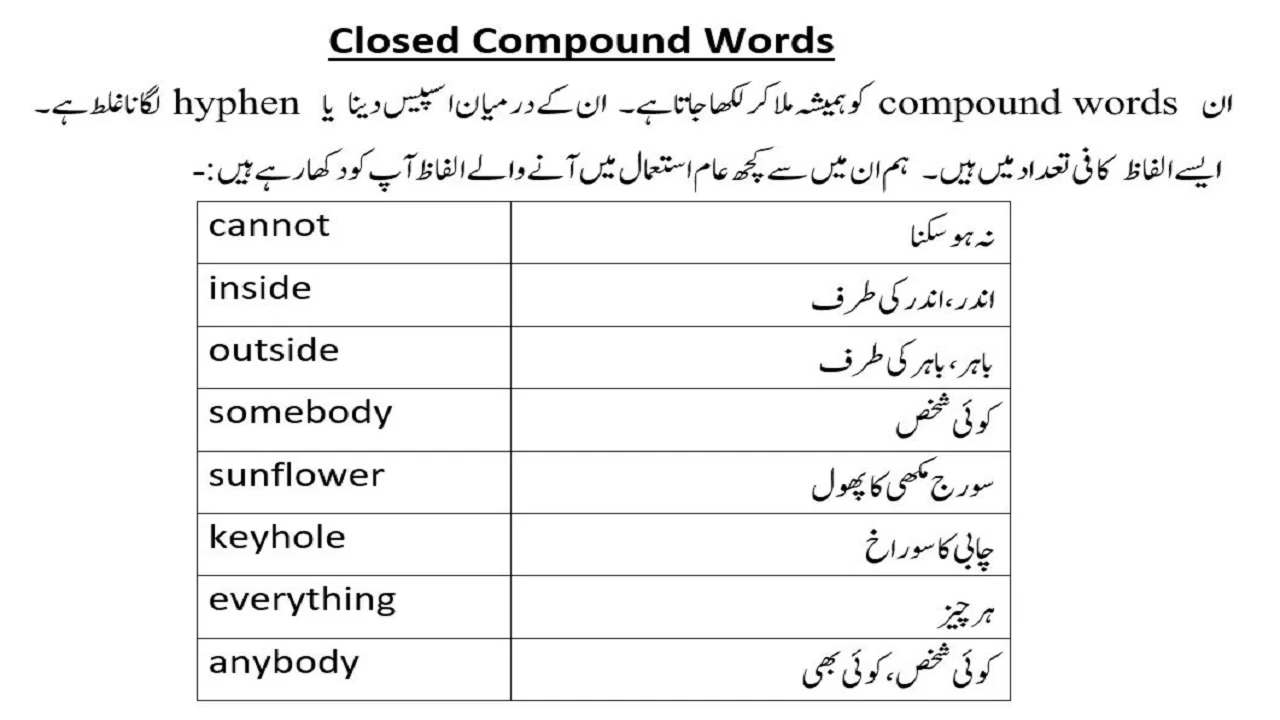 Closed Compound Words
ان compound words کو ہمیشہ ملا کر لکھا جاتا ہے۔ ان کے درمیان اسپیس دینا یا hyphen لگانا غلط ہے۔
ایسے الفاظ کافی تعداد میں ہیں۔ ہم ان میں سے کچھ عام استعمال میں آنے والے الفاظ آپ کو دکھا رہے ہیں:-
cannot نہ ہو سکنا
inside اندر، اندر کی طرف
outside باہر، باہر کی طرف
somebody کوئی شخص
sunflower سورج مکھی کا پھول
keyhole چابی کا سوراخ
everything ہر چیز
anybody کوئی شخص، کوئی بھی